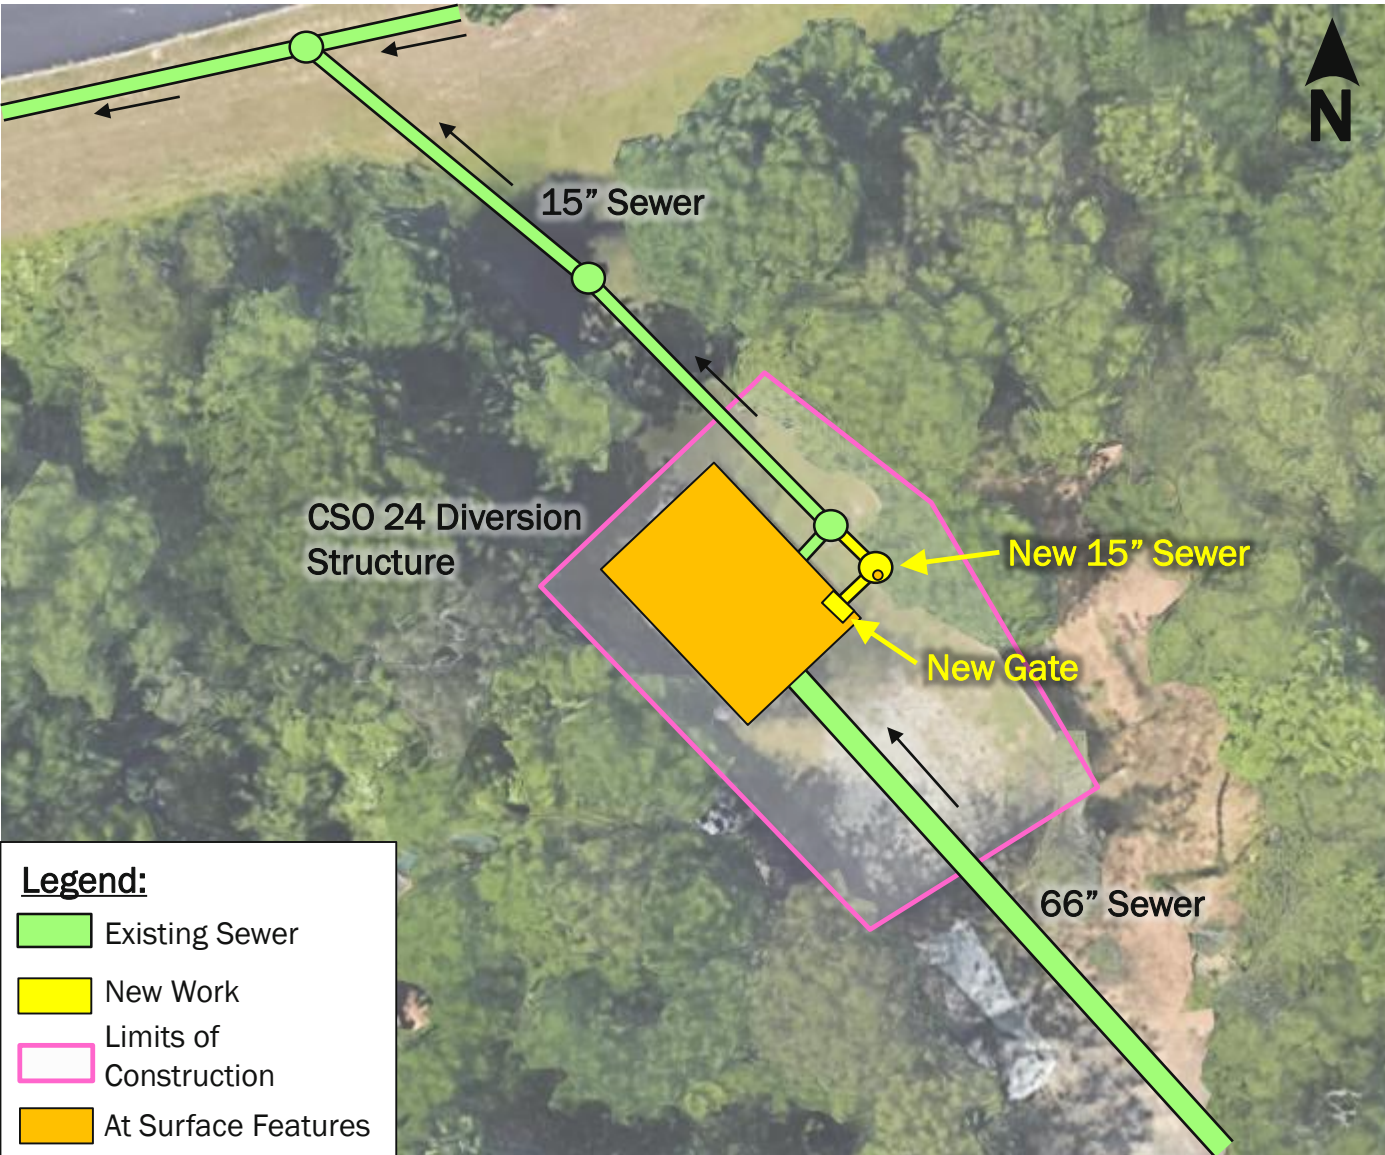 N
15” Sewer
CSO 24 Diversion
Structure
New 15” Sewer
New Gate
66” Sewer
Legend:
Existing Sewer
New Work
Limits of
Construction
At Surface Features